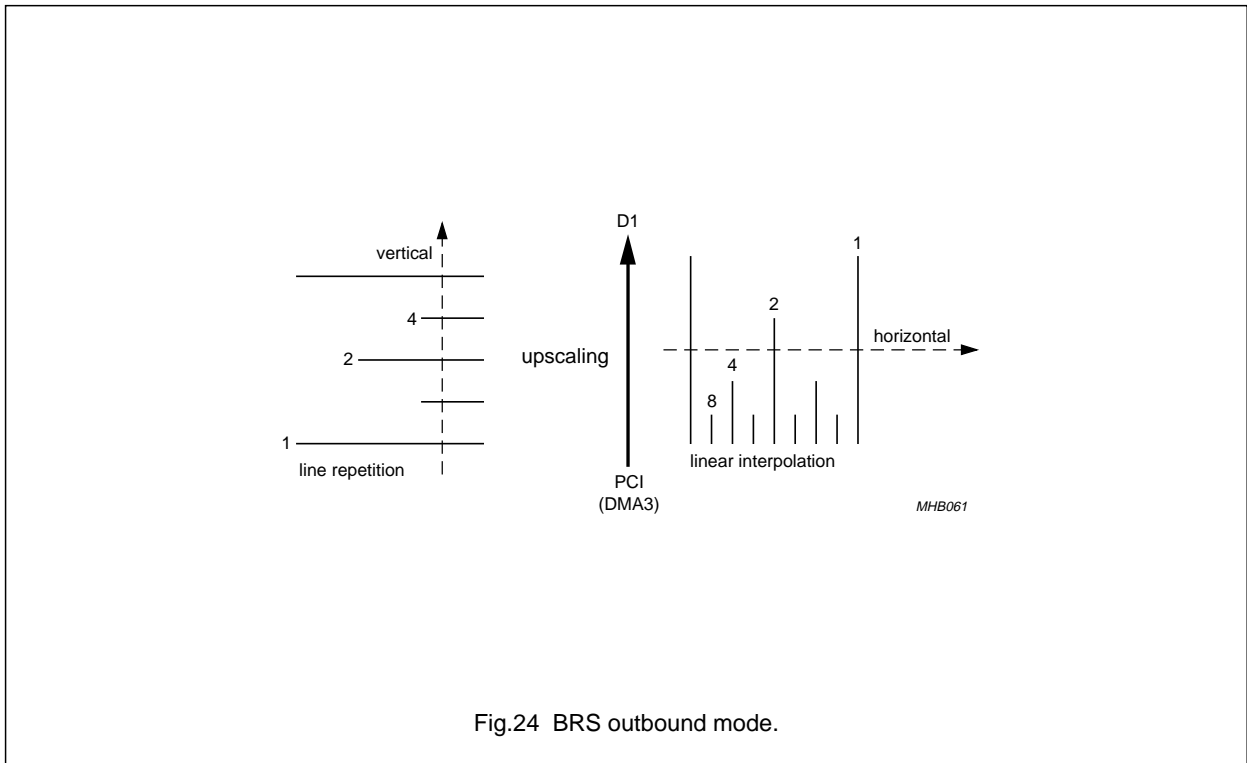 vertical
4
2
1
line repetition
upscaling
D1
PCI
(DMA3)
1
2
4
8
horizontal
linear interpolation
MHB061
Fig.24 BRS outbound mode.